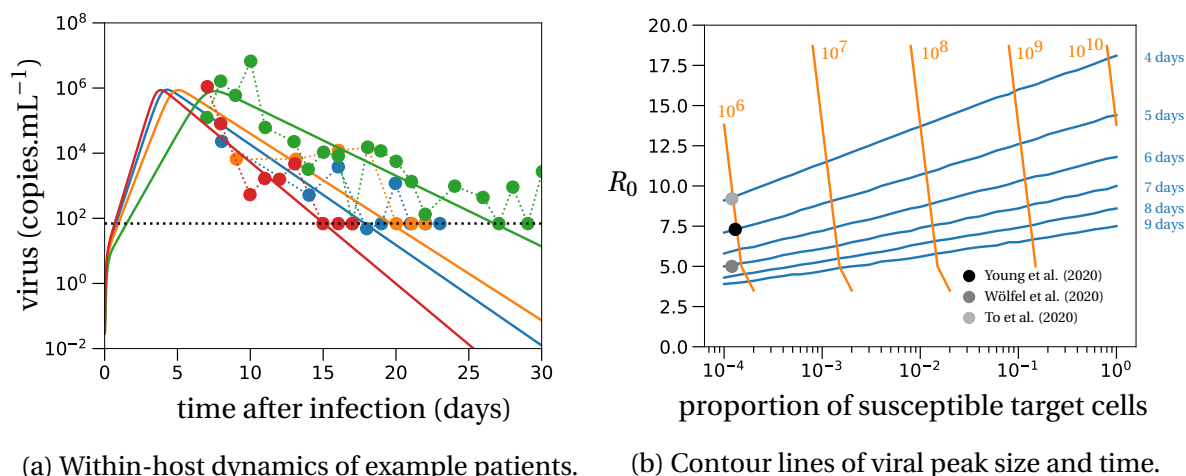 10^8
10^6
10^4
10^2
10^0
10^−2
virus (copies.mL^−1)
0 5 10 15 20 25 30
time after infection (days)
(a) Within-host dynamics of example patients.
20.0
17.5
15.0
12.5
10.0
7.5
5.0
2.5
0.0
R_0
10^6
10^7
10^8
10^9
10^10
4 days
5 days
6 days
7 days
8 days
9 days
Young et al. (2020)
Wölfel et al. (2020)
To et al. (2020)
10^−4 10^−3 10^−2 10^−1 10^0
proportion of susceptible target cells
(b) Contour lines of viral peak size and time.